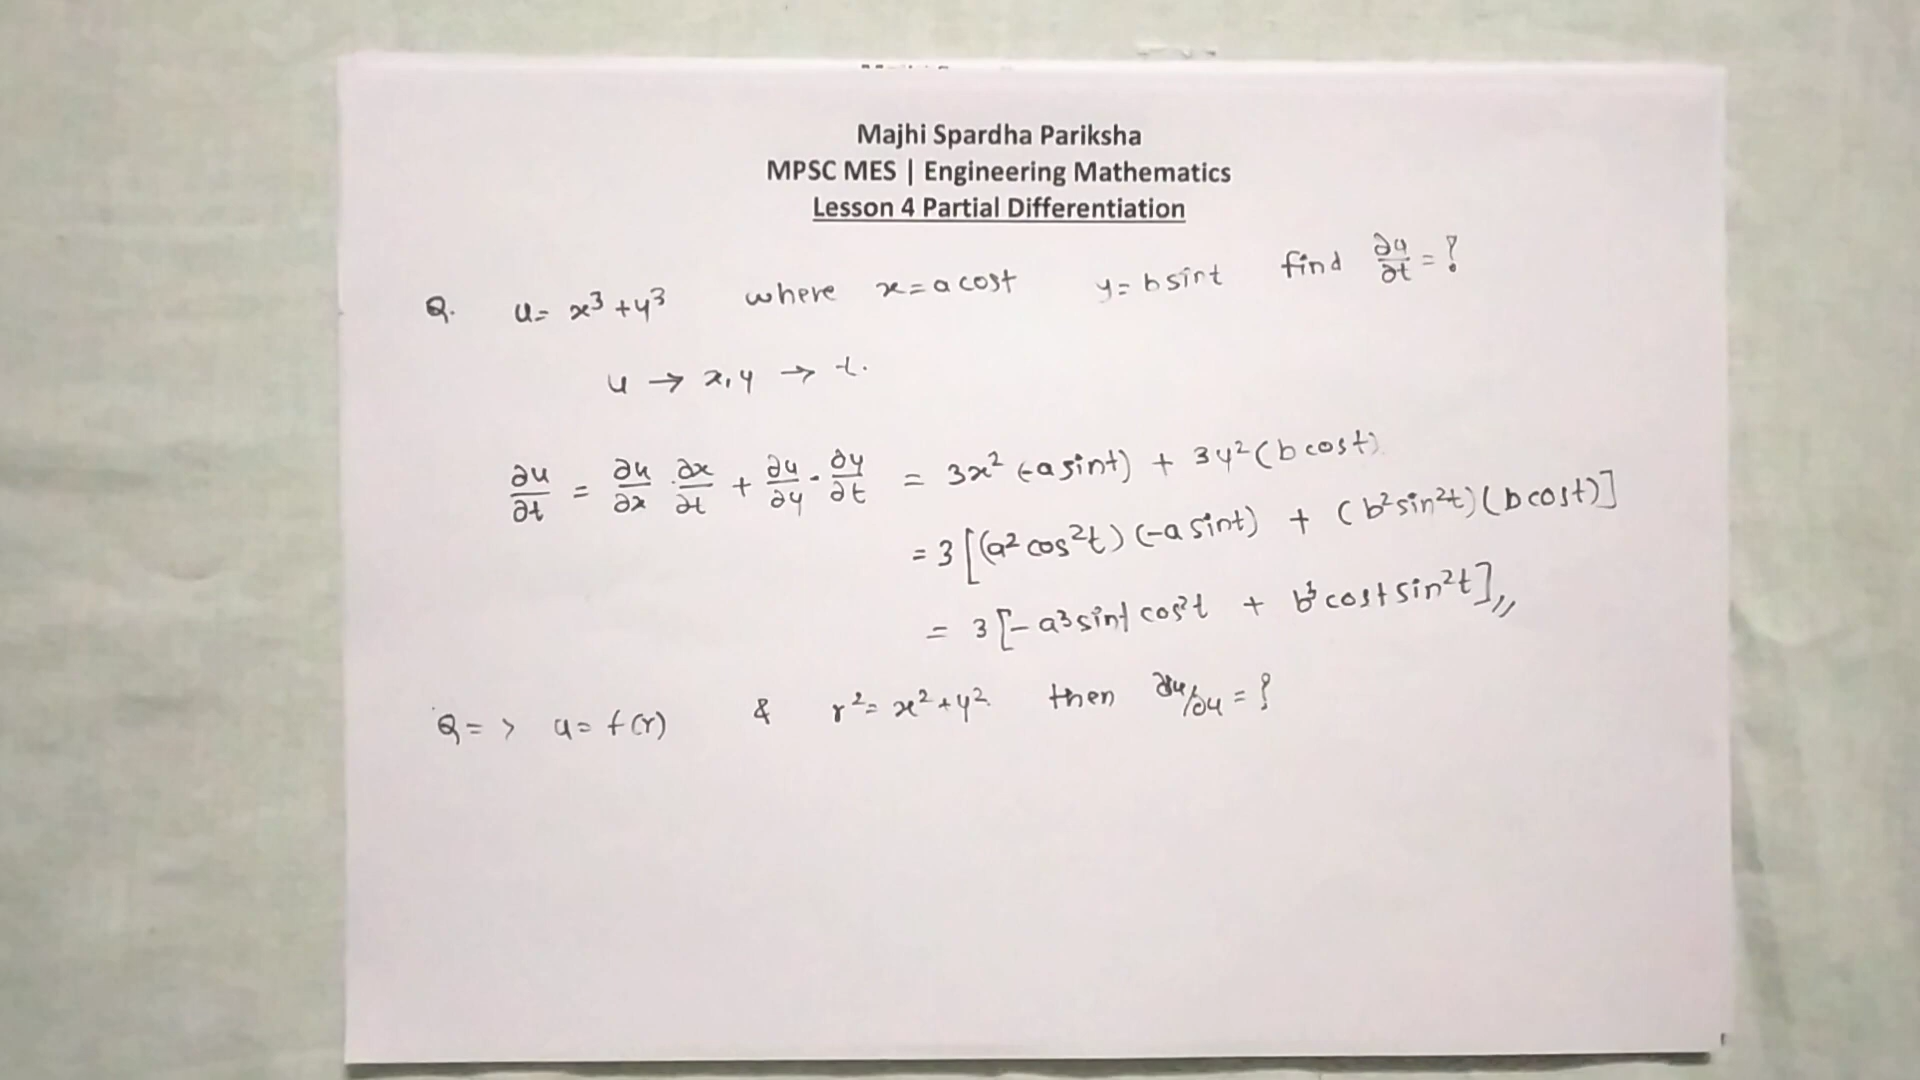 Majhi Spardha Pariksha
MPSC MES | Engineering Mathematics
Lesson 4 Partial Differentiation
Q. u= x³+y³ where x=a cost y=b sint find ∂u/∂t = ?
u → x,y → t.
∂u/∂t = ∂u/∂x · ∂x/∂t + ∂u/∂y · ∂y/∂t = 3x² (-a sint) + 3y² (b cost)
= 3 [(a² cos²t) (-a sint) + (b² sin²t) (b cost)]
= 3 [- a³ sint cos²t + b³ cost sin²t] //
Q => u= f(r) & r²= x²+y² then ∂u/∂y = ?